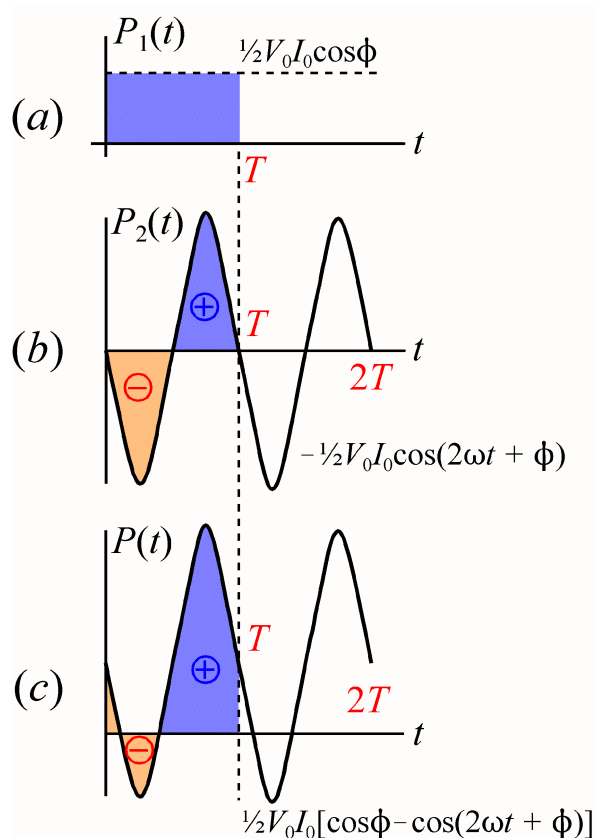 P₁(t)
½V₀I₀cosϕ
(a)
t
T
P₂(t)
⊕
T
(b)
t
⊖
2T
–½V₀I₀cos(2ωt + ϕ)
P(t)
T
⊕
(c)
2T
t
⊖
½V₀I₀[cosϕ–cos(2ωt + ϕ)]